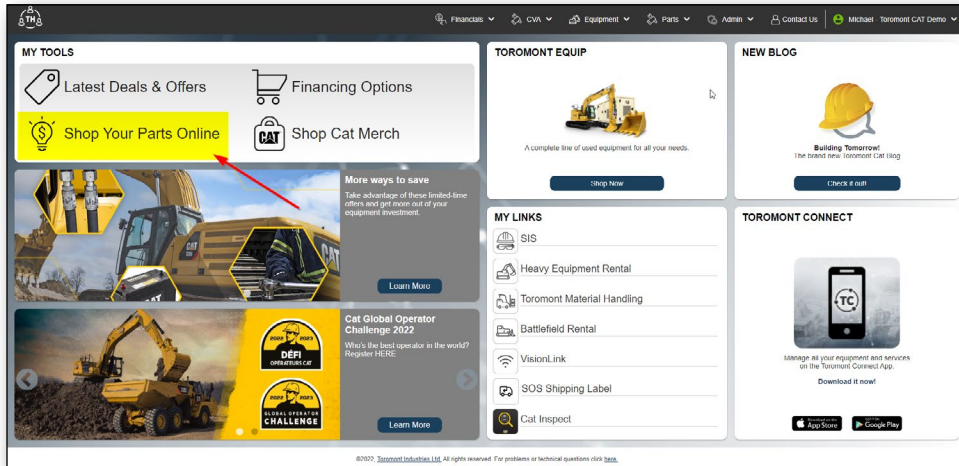 TH
Financials
CVA
Equipment
Parts
Admin
Contact Us
Michael - Toromont CAT Demo
MY TOOLS
Latest Deals & Offers
Financing Options
Shop Your Parts Online
CAT
Shop Cat Merch
More ways to save
Take advantage of these limited-time
offers and get more out of your
equipment investment.
Learn More
DÉFI
OPÉRATEURS CAT
GLOBAL OPERATOR
CHALLENGE
Cat Global Operator
Challenge 2022
Who's the best operator in the world?
Register HERE
Learn More
TOROMONT EQUIP
A complete line of used equipment for all your needs.
Shop Now
NEW BLOG
Building Tomorrow!
The brand new Toromont Cat Blog
Check it out!
MY LINKS
SIS
Heavy Equipment Rental
Toromont Material Handling
Battlefield Rental
VisionLink
SOS Shipping Label
Cat Inspect
TOROMONT CONNECT
TC
Manage all your equipment and services
on the Toromont Connect App.
Download it now!
App Store
Google Play
©2022, Toromont Industries Ltd. All rights reserved. For problems or technical questions click here.